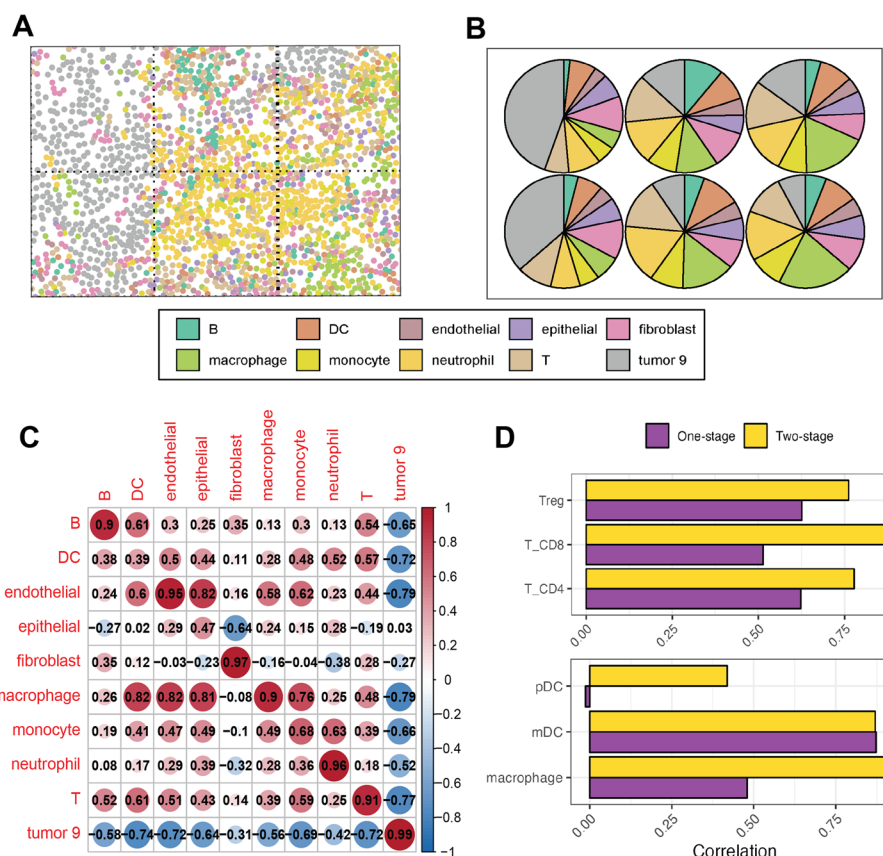 A
B
B DC endothelial epithelial fibroblast
macrophage monocyte neutrophil T tumor 9
C
B DC endothelial epithelial fibroblast macrophage monocyte neutrophil T tumor 9
B 0.9 0.61 0.3 0.25 0.35 0.13 0.3 0.13 0.54 −0.65
DC 0.38 0.39 0.5 0.44 0.11 0.28 0.48 0.52 0.57 −0.72
endothelial 0.24 0.6 0.95 0.82 0.16 0.58 0.62 0.23 0.44 −0.79
epithelial −0.27 0.02 0.29 0.47 −0.64 0.24 0.15 0.28 −0.19 0.03
fibroblast 0.35 0.12 −0.03 −0.23 0.97 −0.16 −0.04 −0.38 0.28 −0.27
macrophage 0.26 0.82 0.82 0.81 −0.08 0.9 0.76 0.25 0.48 −0.79
monocyte 0.19 0.41 0.47 0.49 −0.1 0.49 0.68 0.63 0.39 −0.66
neutrophil 0.08 0.17 0.29 0.39 −0.32 0.28 0.36 0.96 0.18 −0.52
T 0.52 0.61 0.51 0.43 0.14 0.39 0.59 0.25 0.91 −0.77
tumor 9 −0.58 −0.74 −0.72 −0.64 −0.31 −0.56 −0.69 −0.42 −0.72 0.99
1
0.8
0.6
0.4
0.2
0
−0.2
−0.4
−0.6
−0.8
−1
D
One-stage Two-stage
Treg
T_CD8
T_CD4
0.00 0.25 0.50 0.75
pDC
mDC
macrophage
0.00 0.25 0.50 0.75
Correlation